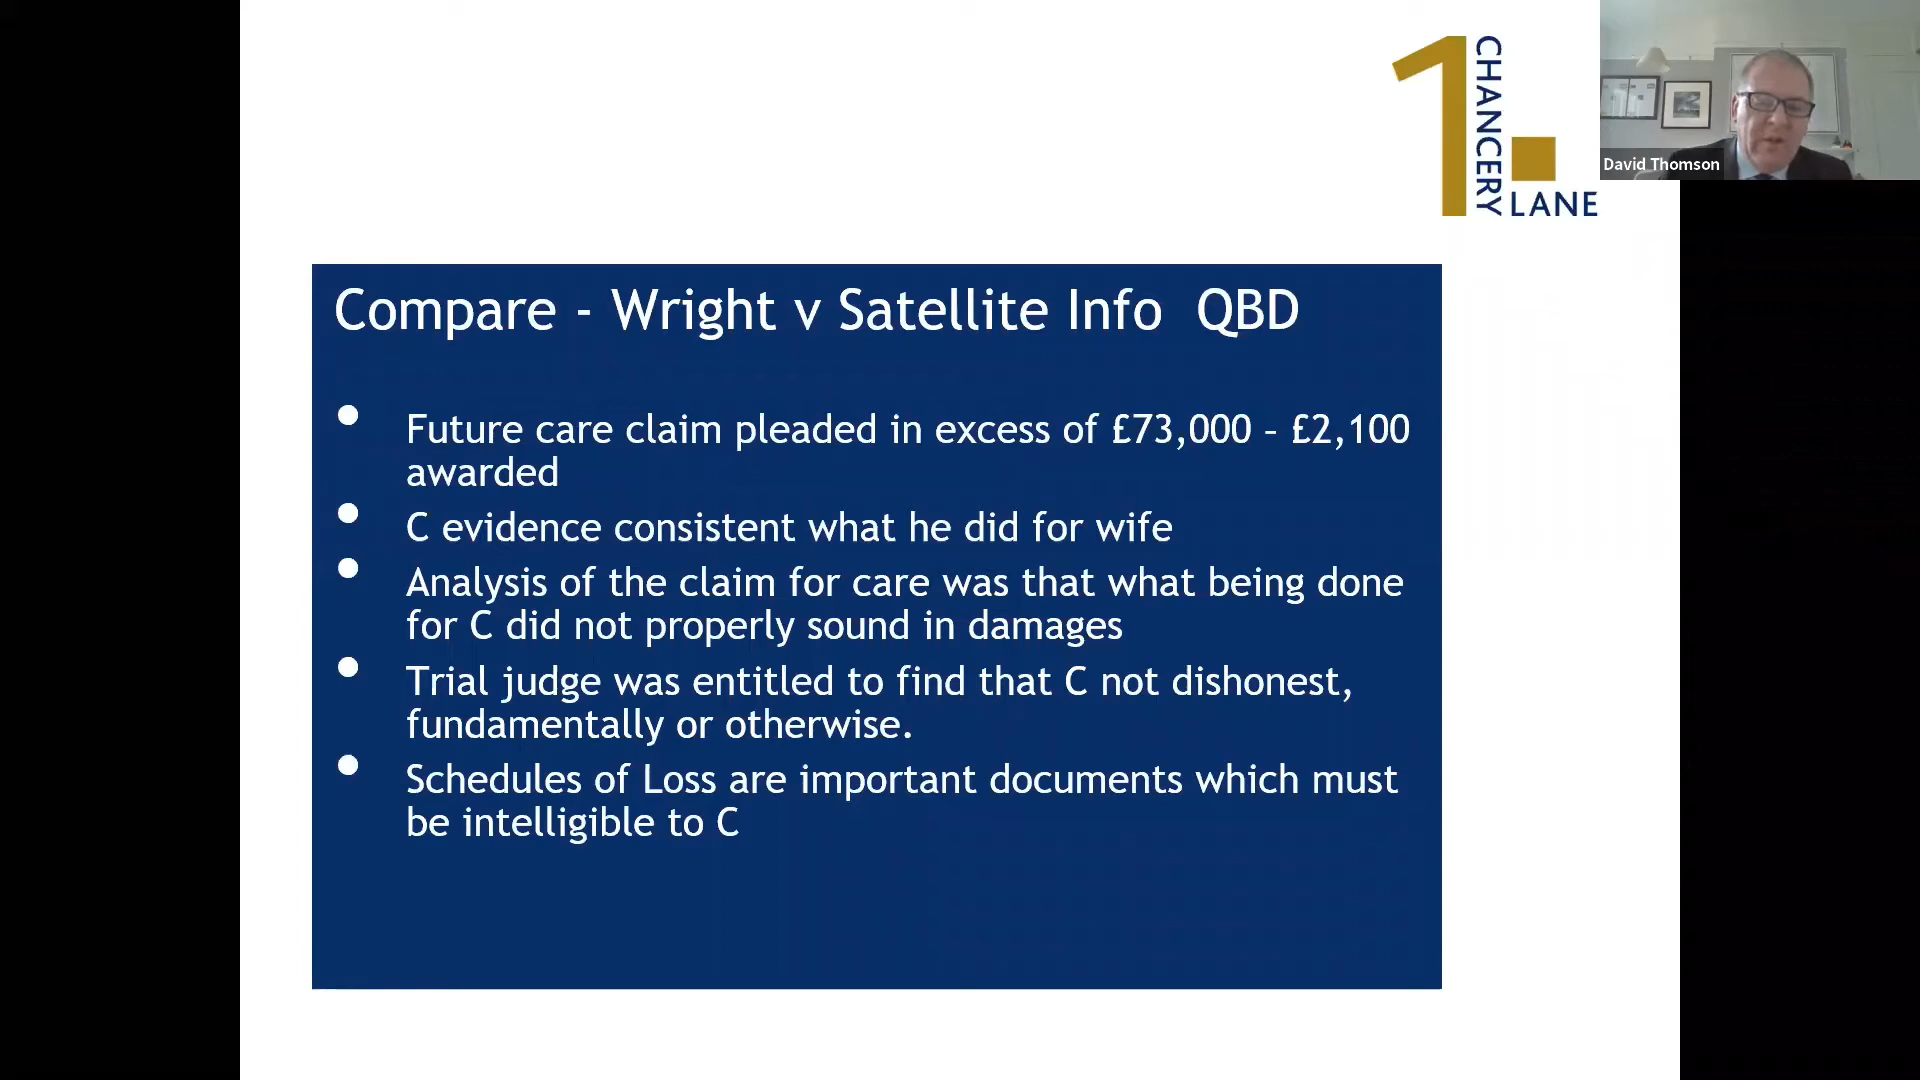 1 CHANCERY
LANE
David Thomson
Compare - Wright v Satellite Info QBD
• Future care claim pleaded in excess of £73,000 – £2,100
awarded
• C evidence consistent what he did for wife
• Analysis of the claim for care was that what being done
for C did not properly sound in damages
• Trial judge was entitled to find that C not dishonest,
fundamentally or otherwise.
• Schedules of Loss are important documents which must
be intelligible to C